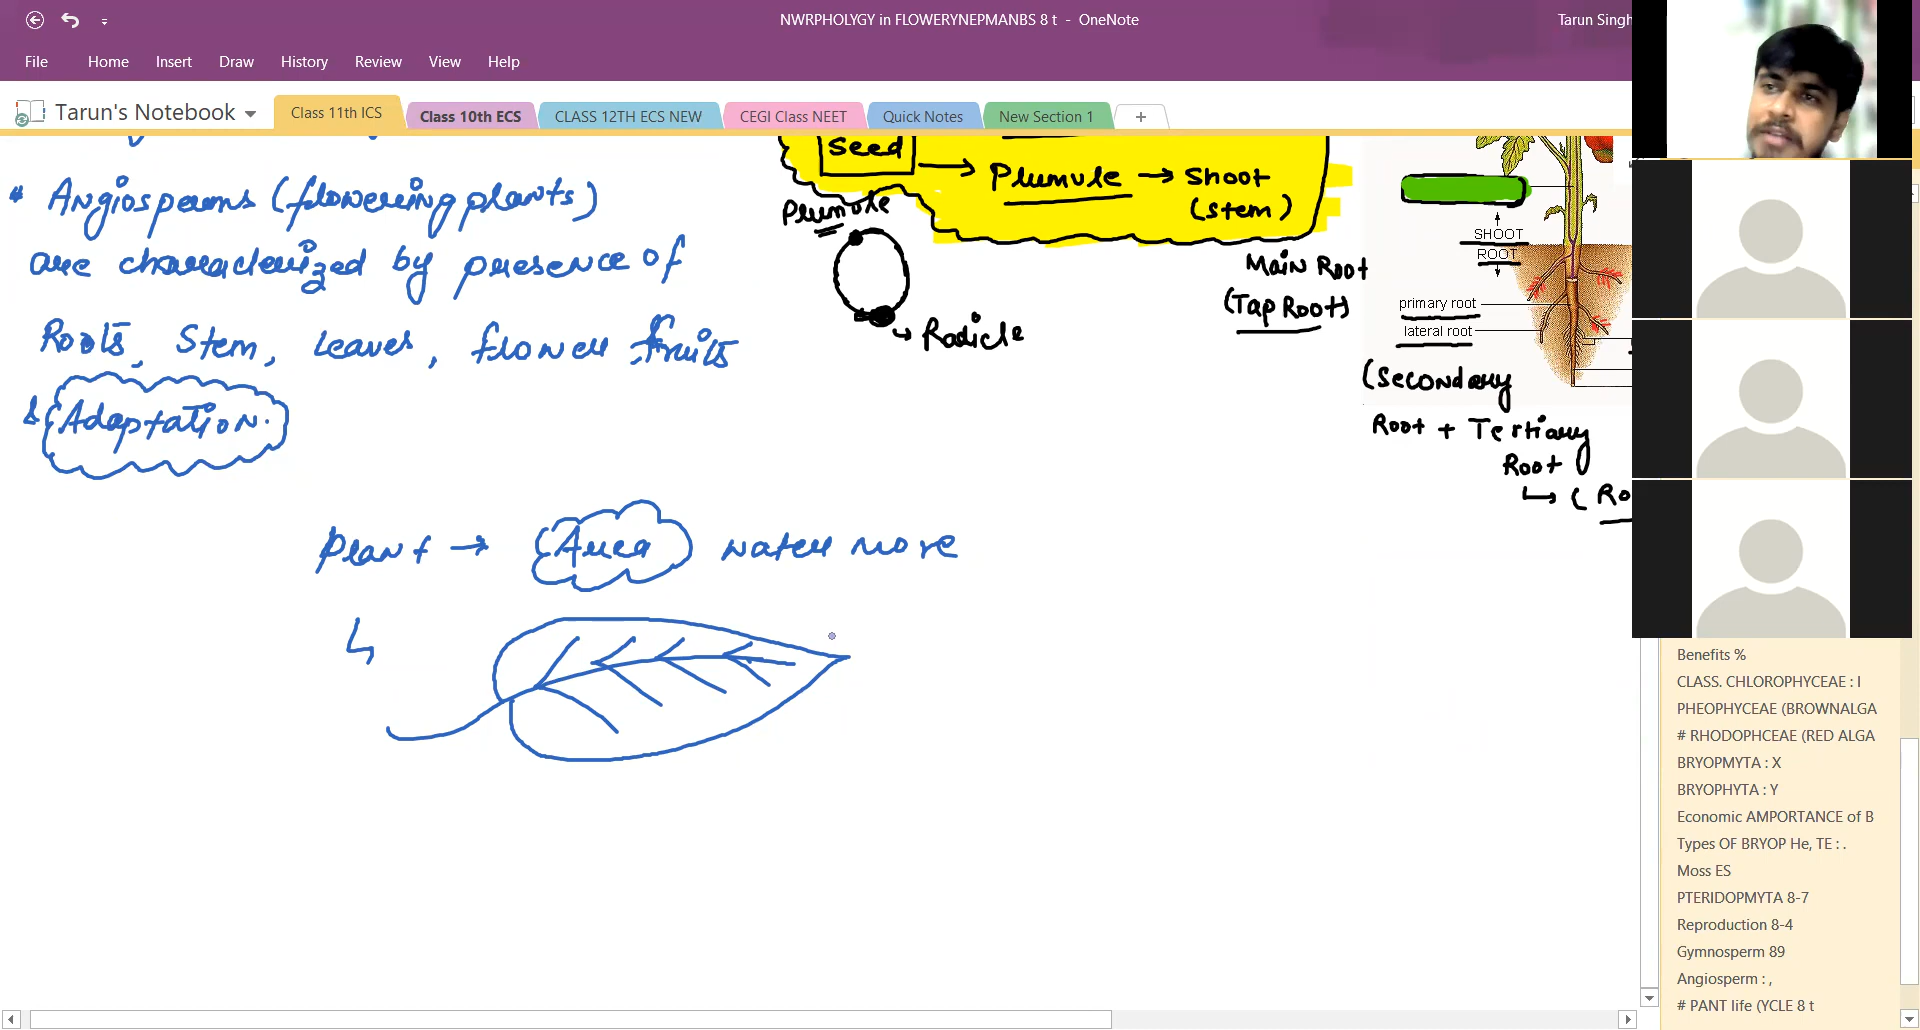 NWRPHOLYGY in FLOWERYNEPMANBS 8 t - OneNote
Tarun Singh
File Home Insert Draw History Review View Help
Tarun's Notebook
Class 11th ICS
Class 10th ECS
CLASS 12TH ECS NEW
CEGI Class NEET
Quick Notes
New Section 1
* Angiosperms (flowering plants)
are characterized by presence of
Roots, Stem, leaves, flower, fruits
& Adaptation.
Plant → (Area) water more
Seed
→ Plumule → Shoot
(Stem)
Plumule
→ Radicle
Main Root
(Tap Root)
SHOOT
ROOT
primary root
lateral root
(Secondary
Root + Tertiary
Root
↳ ( Ro
Benefits %
CLASS. CHLOROPHYCEAE : I
PHEOPHYCEAE (BROWNALGA
# RHODOPHCEAE (RED ALGA
BRYOPMYTA : X
BRYOPHYTA : Y
Economic AMPORTANCE of B
Types OF BRYOP He, TE : .
Moss ES
PTERIDOPMYTA 8-7
Reproduction 8-4
Gymnosperm 89
Angiosperm : ,
# PANT life (YCLE 8 t